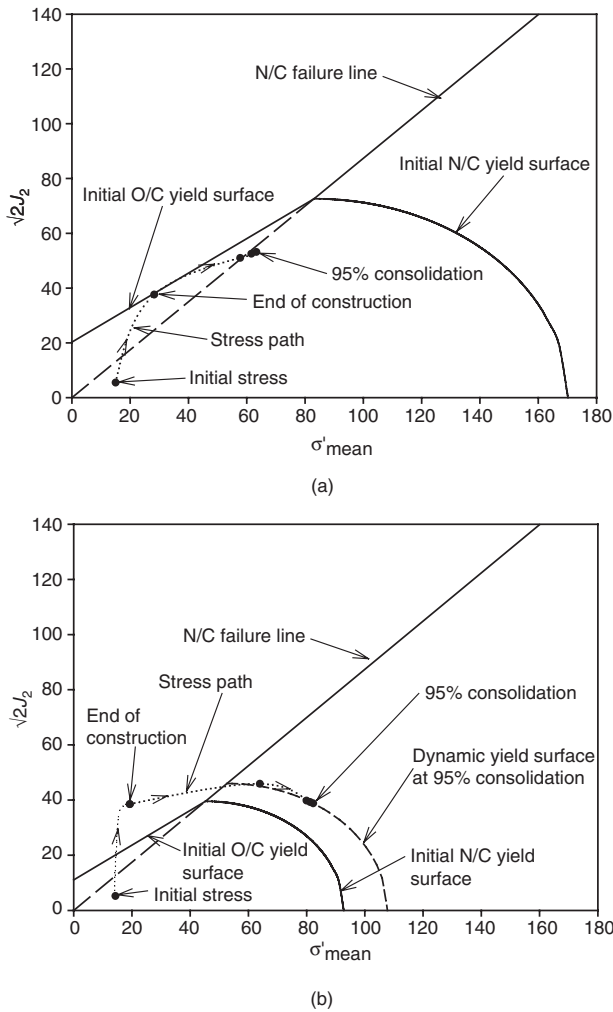 140
120
100
80
60
40
20
0
√2J2
N/C failure line
Initial N/C yield surface
Initial O/C yield surface
95% consolidation
End of construction
Stress path
Initial stress
0 20 40 60 80 100 120 140 160 180
σ'mean
(a)
140
120
100
80
60
40
20
0
√2J2
N/C failure line
Stress path
End of
construction
95% consolidation
Dynamic yield surface
at 95% consolidation
Initial O/C yield
surface
Initial N/C yield
surface
Initial stress
0 20 40 60 80 100 120 140 160 180
σ'mean
(b)